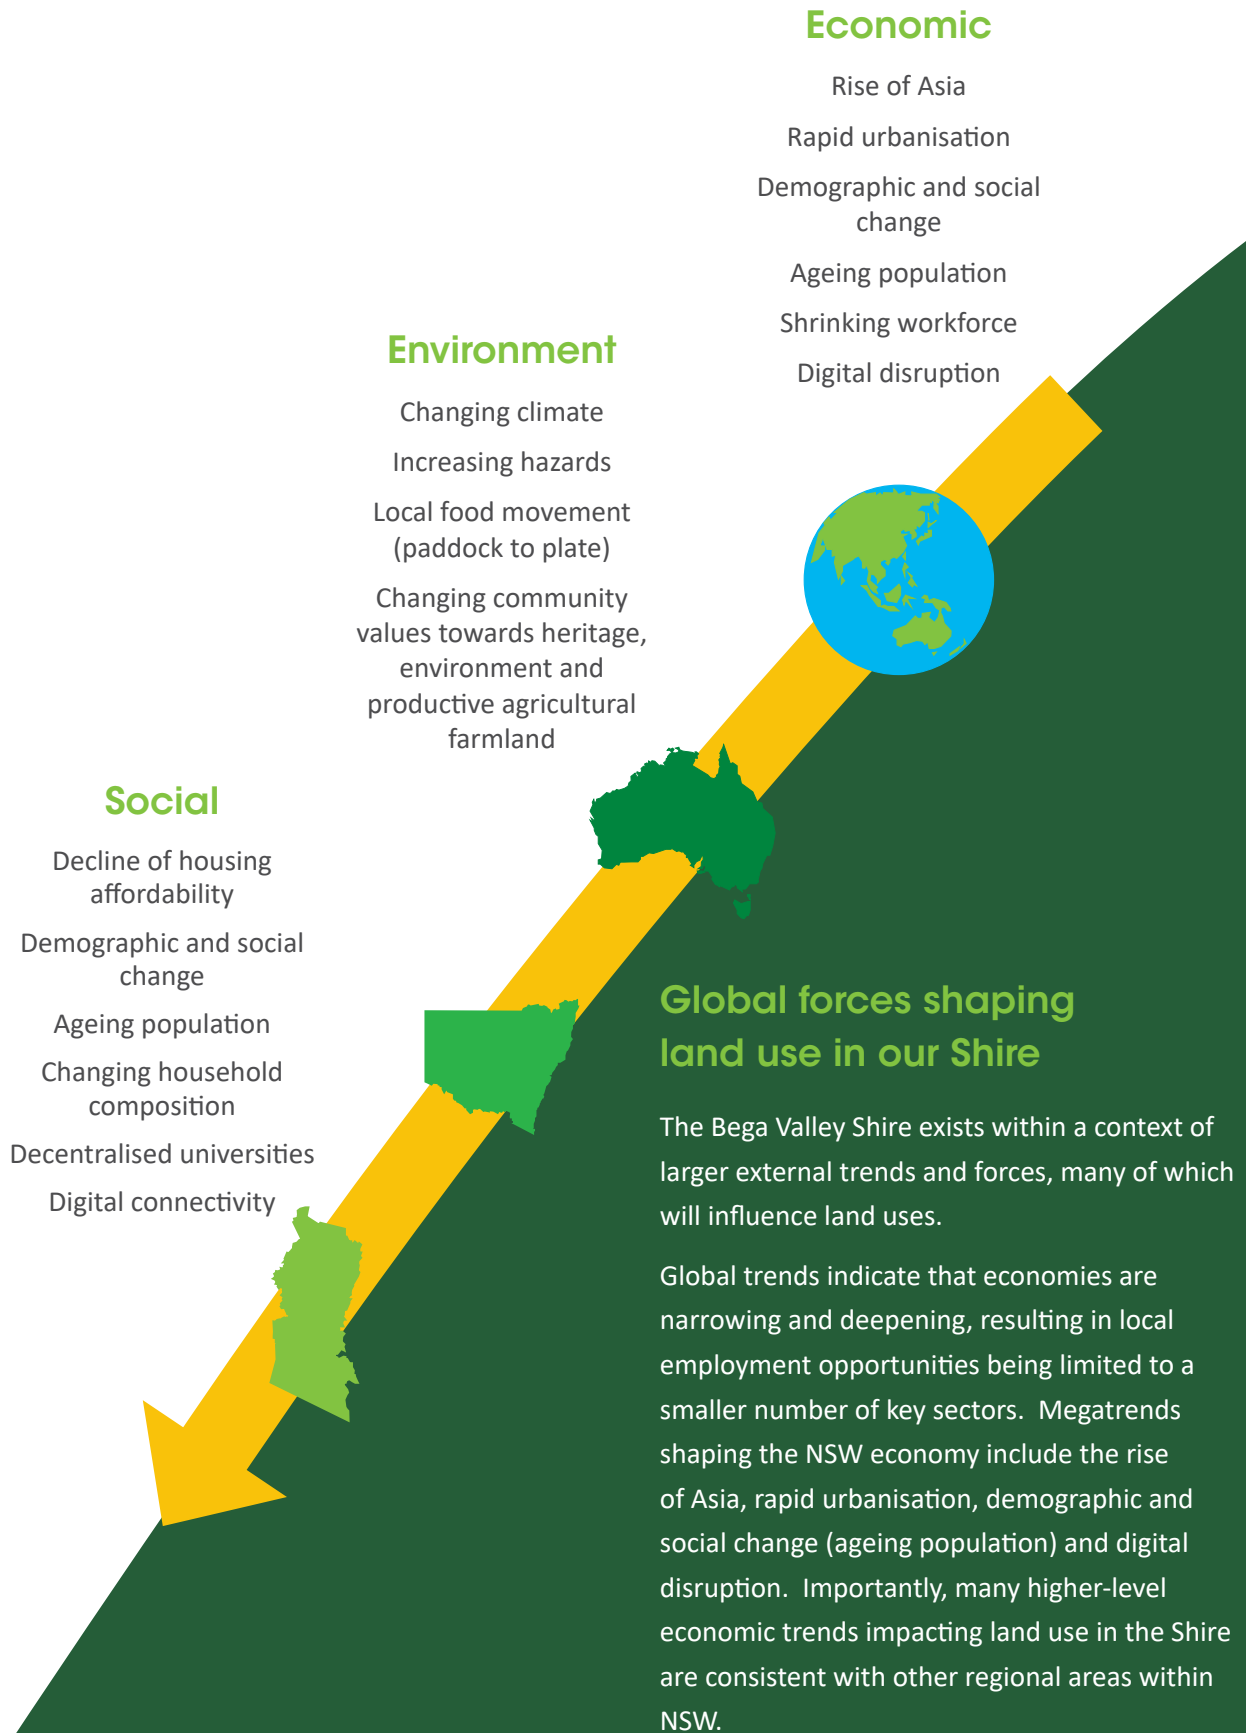 Economic
Rise of Asia
Rapid urbanisation
Demographic and social
change
Ageing population
Shrinking workforce
Digital disruption
Environment
Changing climate
Increasing hazards
Local food movement
(paddock to plate)
Changing community
values towards heritage,
environment and
productive agricultural
farmland
Social
Decline of housing
affordability
Demographic and social
change
Ageing population
Changing household
composition
Decentralised universities
Digital connectivity
Global forces shaping
land use in our Shire
The Bega Valley Shire exists within a context of
larger external trends and forces, many of which
will influence land uses.
Global trends indicate that economies are
narrowing and deepening, resulting in local
employment opportunities being limited to a
smaller number of key sectors.  Megatrends
shaping the NSW economy include the rise
of Asia, rapid urbanisation, demographic and
social change (ageing population) and digital
disruption.  Importantly, many higher-level
economic trends impacting land use in the Shire
are consistent with other regional areas within
NSW.